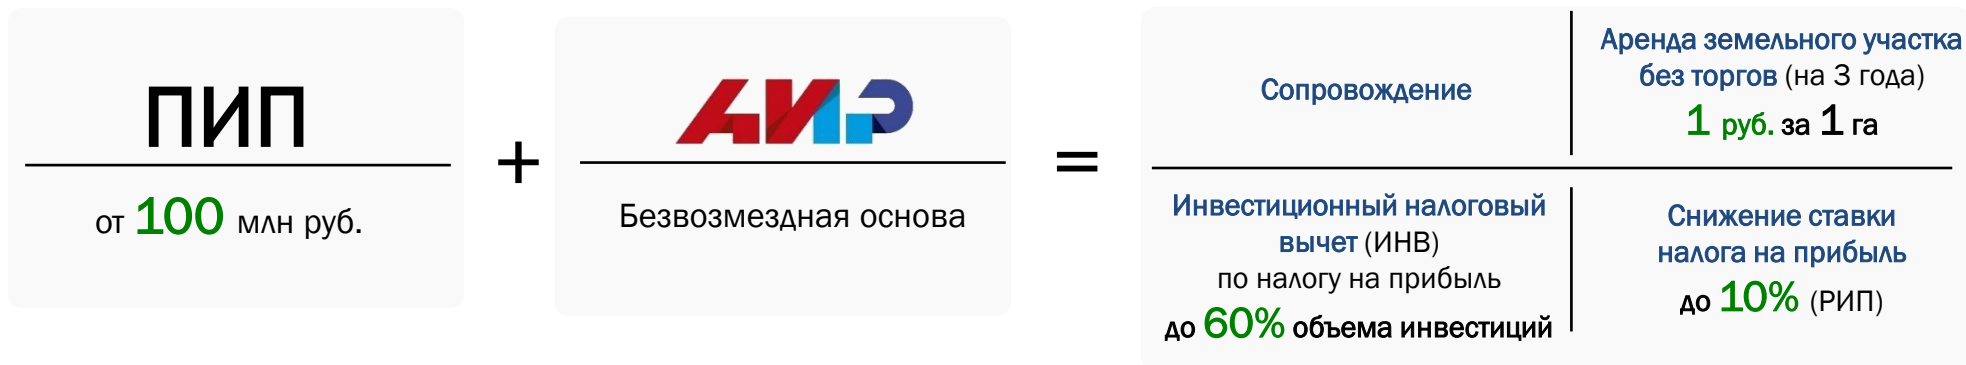 ПИП
от 100 млн руб.
+
АИР
Безвозмездная основа
=
Сопровождение
Аренда земельного участка
без торгов (на 3 года)
1 руб. за 1 га
Инвестиционный налоговый
вычет (ИНВ)
по налогу на прибыль
до 60% объема инвестиций
Снижение ставки
налога на прибыль
до 10% (РИП)